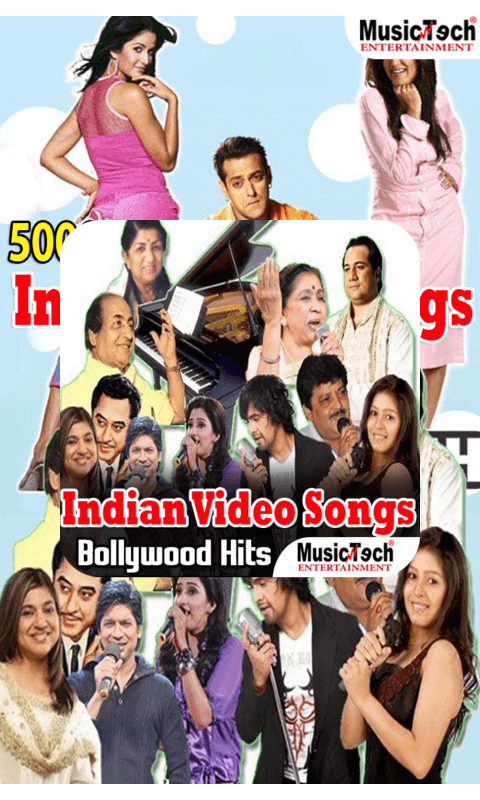 MusicTech®
ENTERTAINMENT
500
In
gs
Indian Video Songs
Bollywood Hits
MusicTech®
ENTERTAINMENT